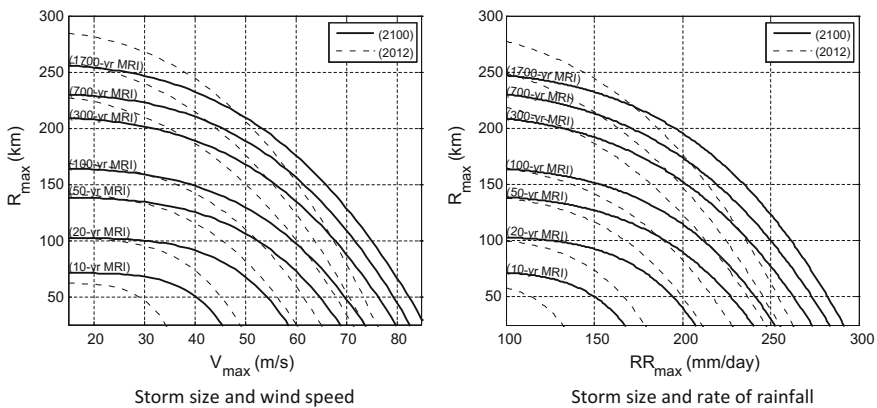 300
250
200
150
100
50
R max (km)
(2100)
(2012)
(1700-yr MRI)
(700-yr MRI)
(300-yr MRI)
(100-yr MRI)
(50-yr MRI)
(20-yr MRI)
(10-yr MRI)
20 30 40 50 60 70 80
V max (m/s)
Storm size and wind speed
300
250
200
150
100
50
R max (km)
(2100)
(2012)
(1700-yr MRI)
(700-yr MRI)
(300-yr MRI)
(100-yr MRI)
(50-yr MRI)
(20-yr MRI)
(10-yr MRI)
100 150 200 250 300
RR max (mm/day)
Storm size and rate of rainfall